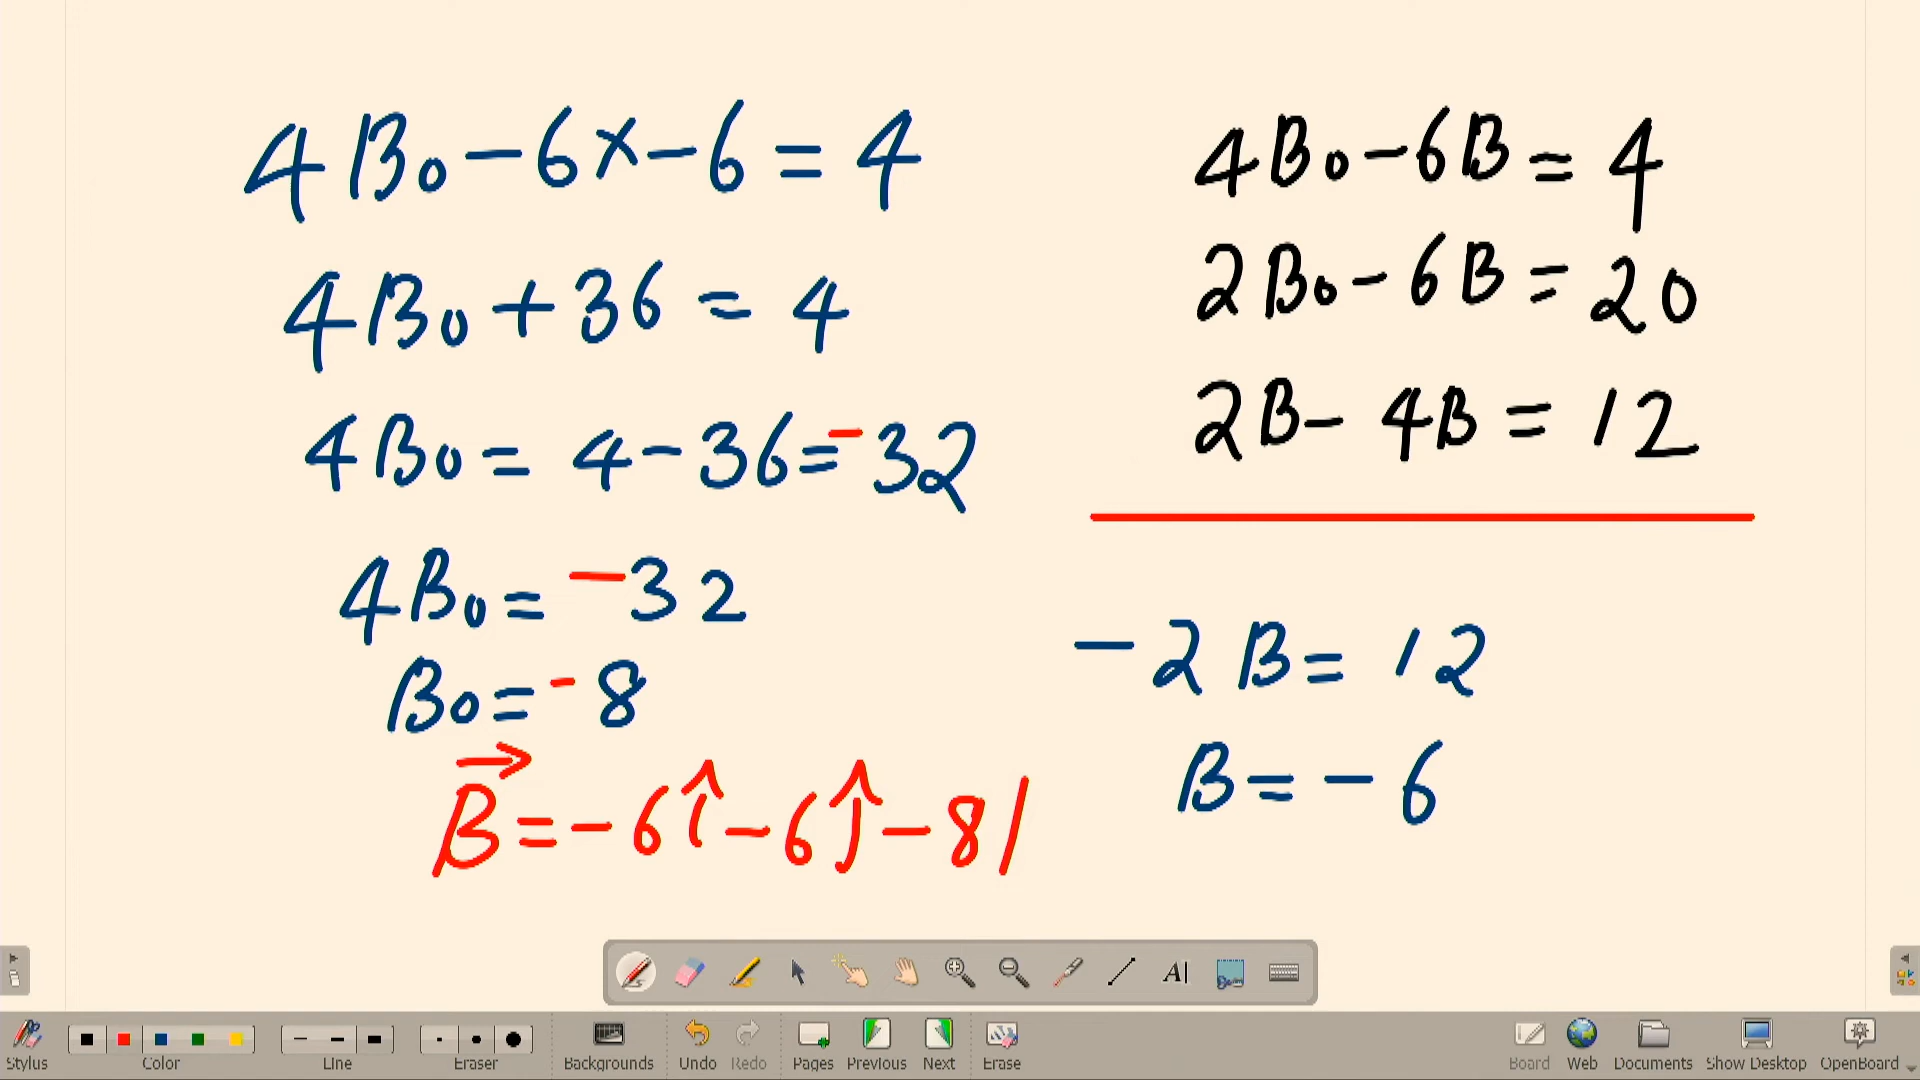 4B₀ - 6 × - 6 = 4
4B₀ + 36 = 4
4B₀ = 4 - 36 = - 32
4B₀ = - 32
B₀ = - 8
B⃗ = - 6î - 6ĵ - 8
4B₀ - 6B = 4
2B₀ - 6B = 20
2B - 4B = 12
- 2B = 12
B = - 6
Stylus Color Line Eraser Backgrounds Undo Redo Pages Previous Next Erase Board Web Documents Show Desktop OpenBoard